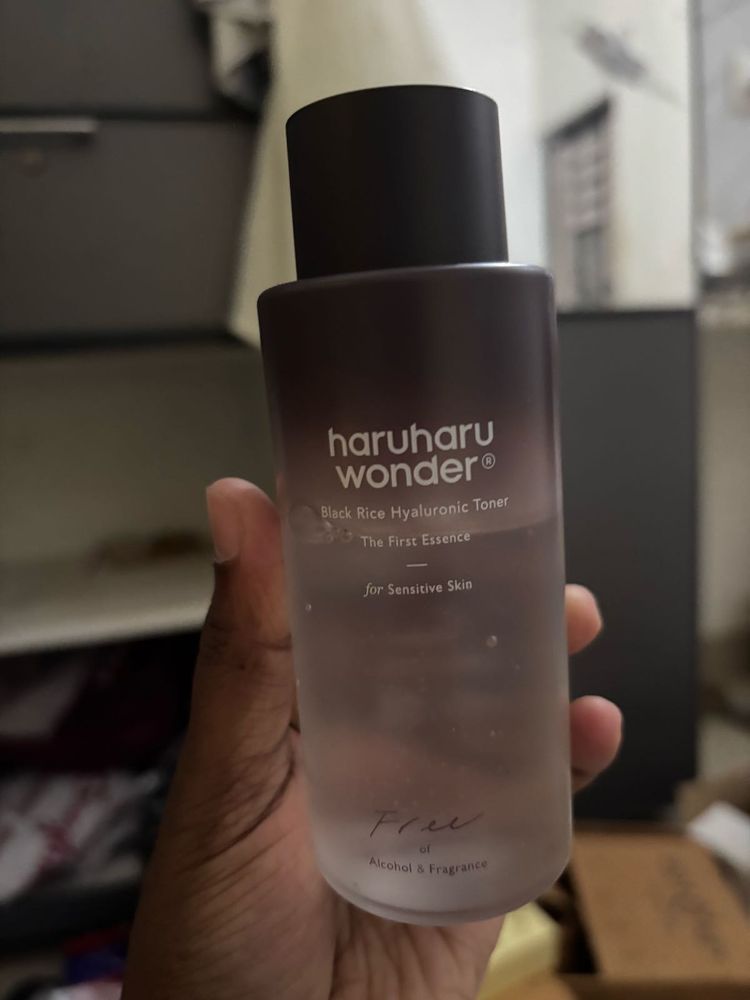 haruharu
wonder®
Black Rice Hyaluronic Toner
The First Essence
for Sensitive Skin
Free
of
Alcohol & Fragrance